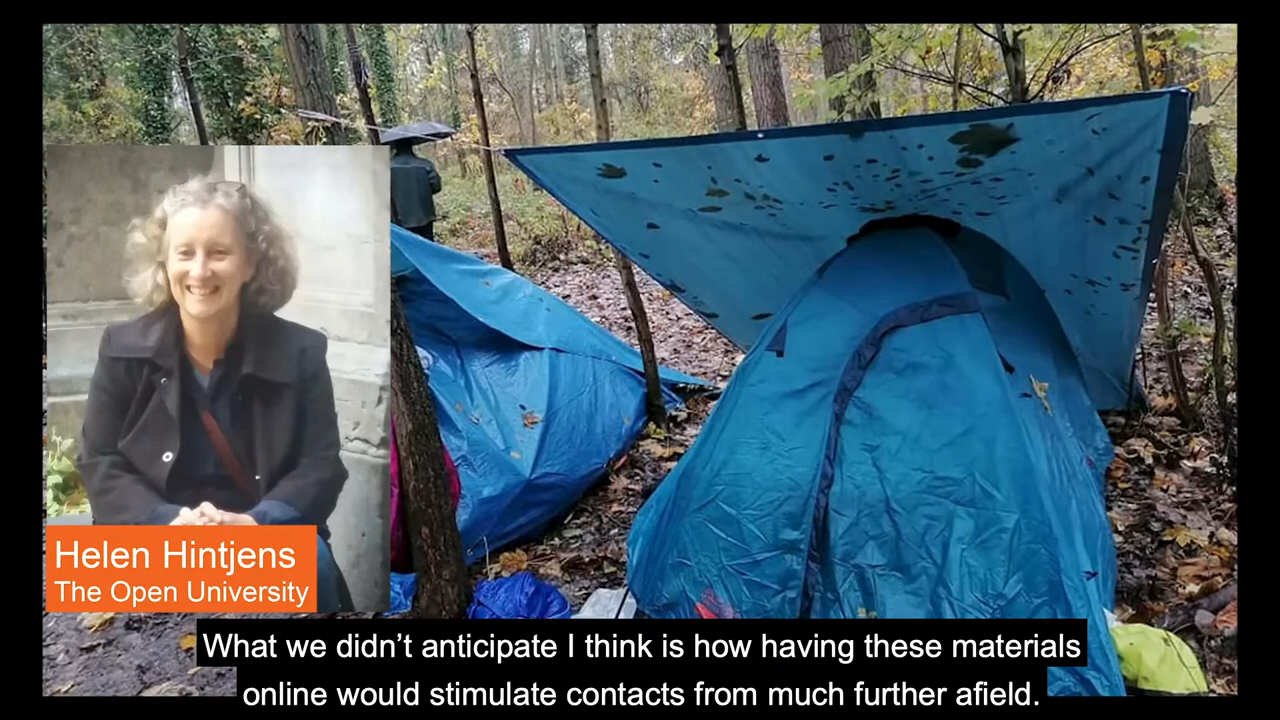 Helen Hintjens
The Open University
What we didn’t anticipate I think is how having these materials
online would stimulate contacts from much further afield.